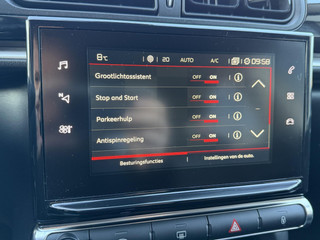 8°C 20 AUTO A/C 09:58
Grootlichtassistent OFF ON
Stop and Start OFF ON
Parkeerhulp OFF ON
Antispinregeling OFF ON
Besturingsfuncties Instellingen van de auto.